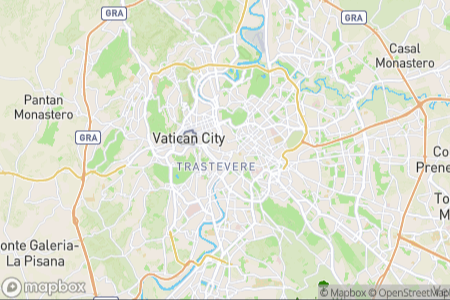 GRA
GRA
Casal
Monastero
Pantan
Monastero
GRA
Vatican City
TRASTEVERE
Co
Prene
To
M
onte Galeria-
La Pisana
GRA
mapbox
© Mapbox © OpenStreetMap